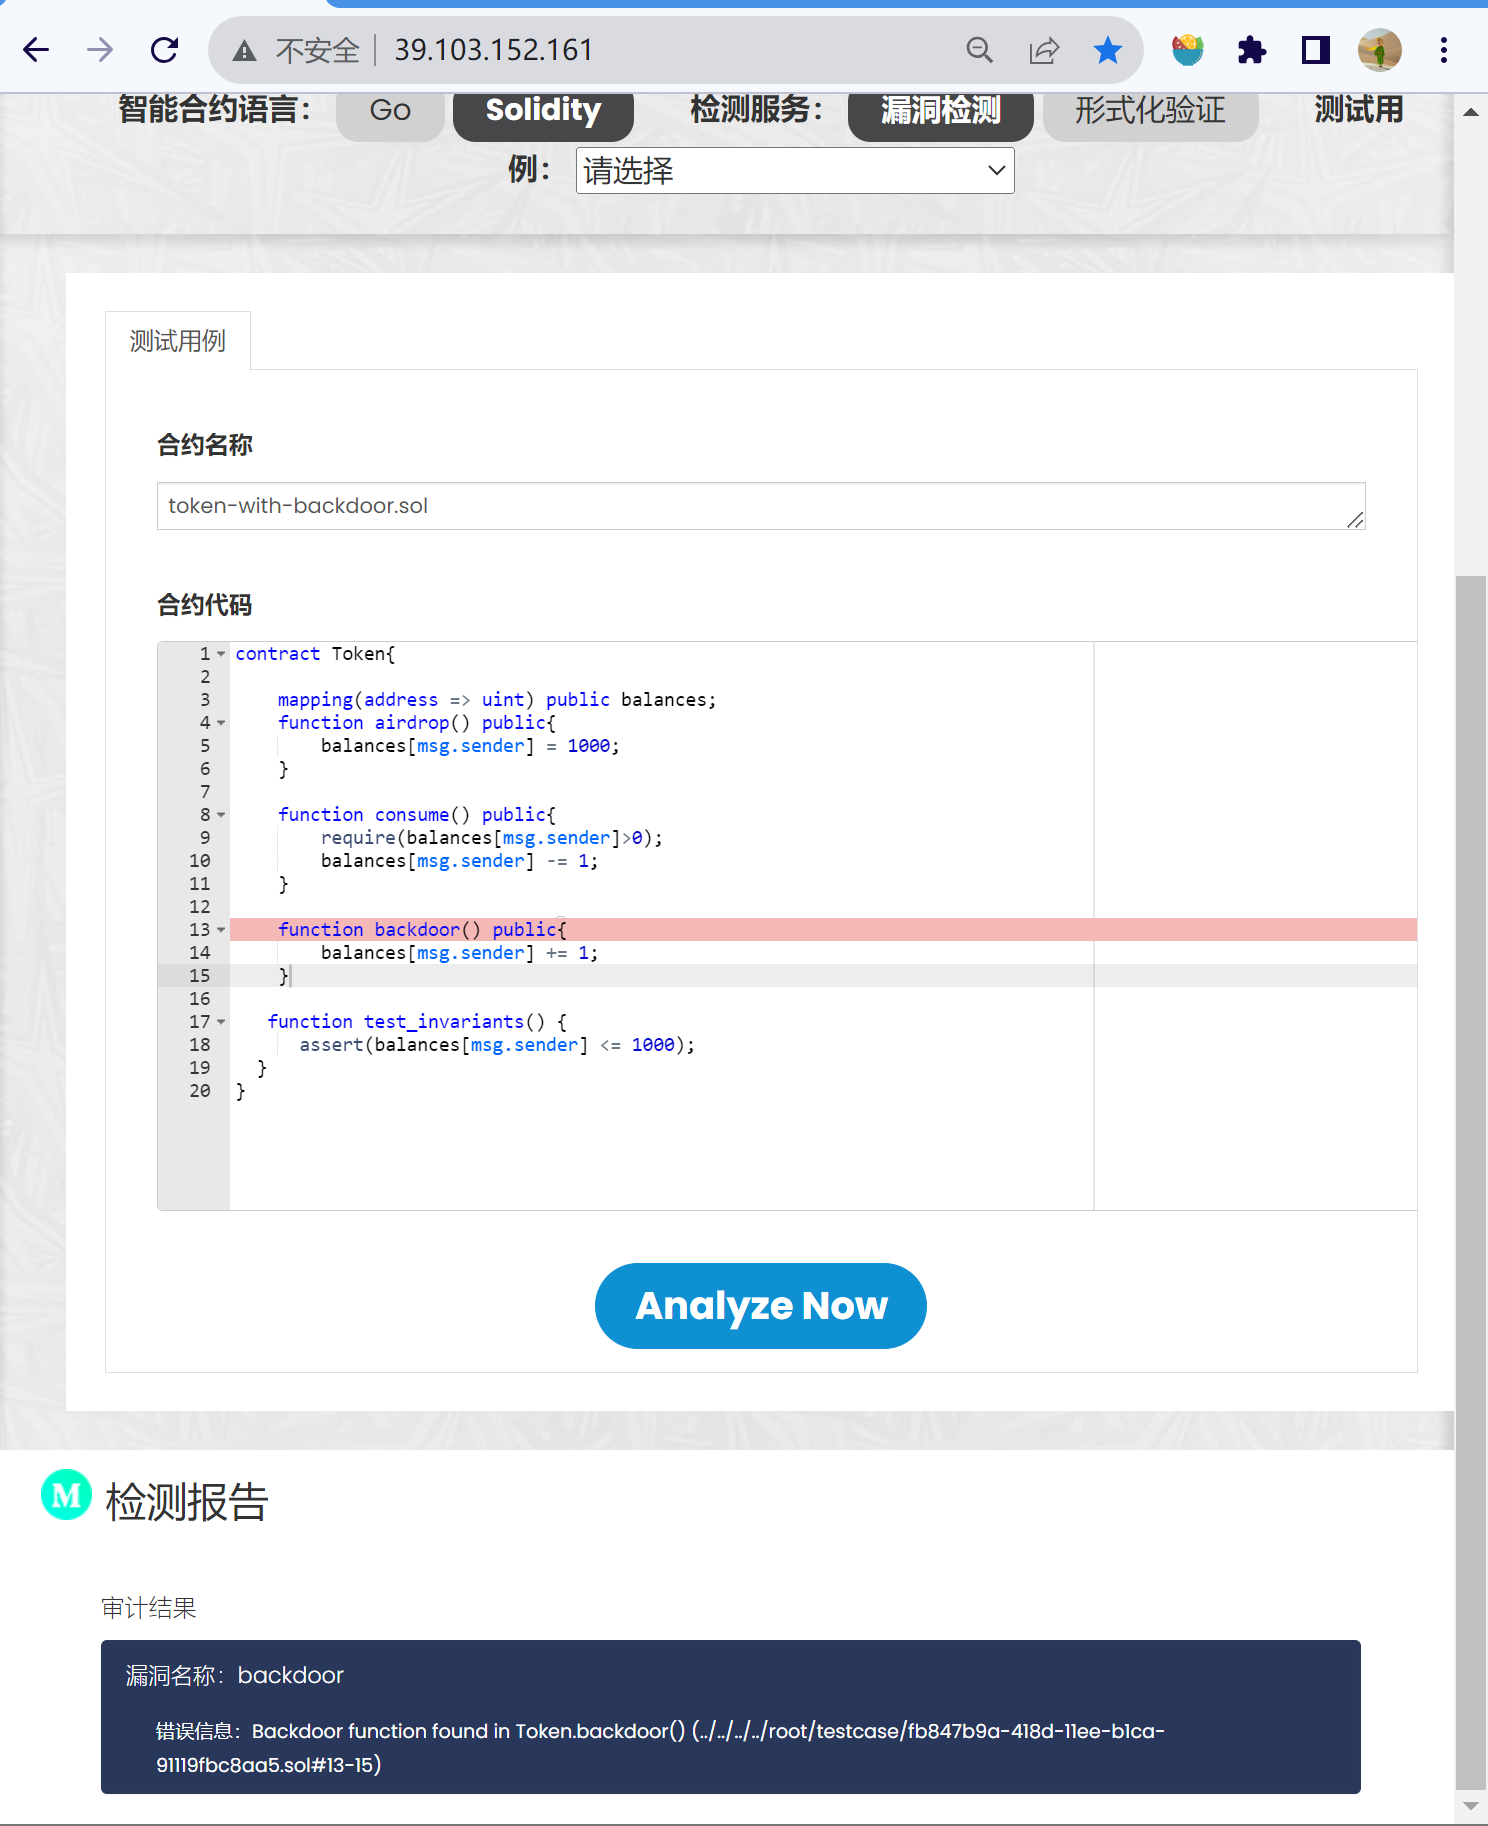 不安全 39.103.152.161
智能合约语言： Go Solidity 检测服务： 漏洞检测 形式化验证 测试用
例： 请选择
测试用例
合约名称
token-with-backdoor.sol
合约代码
1 contract Token{
2
3     mapping(address => uint) public balances;
4     function airdrop() public{
5         balances[msg.sender] = 1000;
6     }
7
8     function consume() public{
9         require(balances[msg.sender]>0);
10         balances[msg.sender] -= 1;
11     }
12
13     function backdoor() public{
14         balances[msg.sender] += 1;
15     }
16
17    function test_invariants() {
18       assert(balances[msg.sender] <= 1000);
19   }
20 }
Analyze Now
M 检测报告
审计结果
漏洞名称：backdoor
错误信息：Backdoor function found in Token.backdoor() (../../../../root/testcase/fb847b9a-418d-11ee-b1ca-
91119fbc8aa5.sol#13-15)